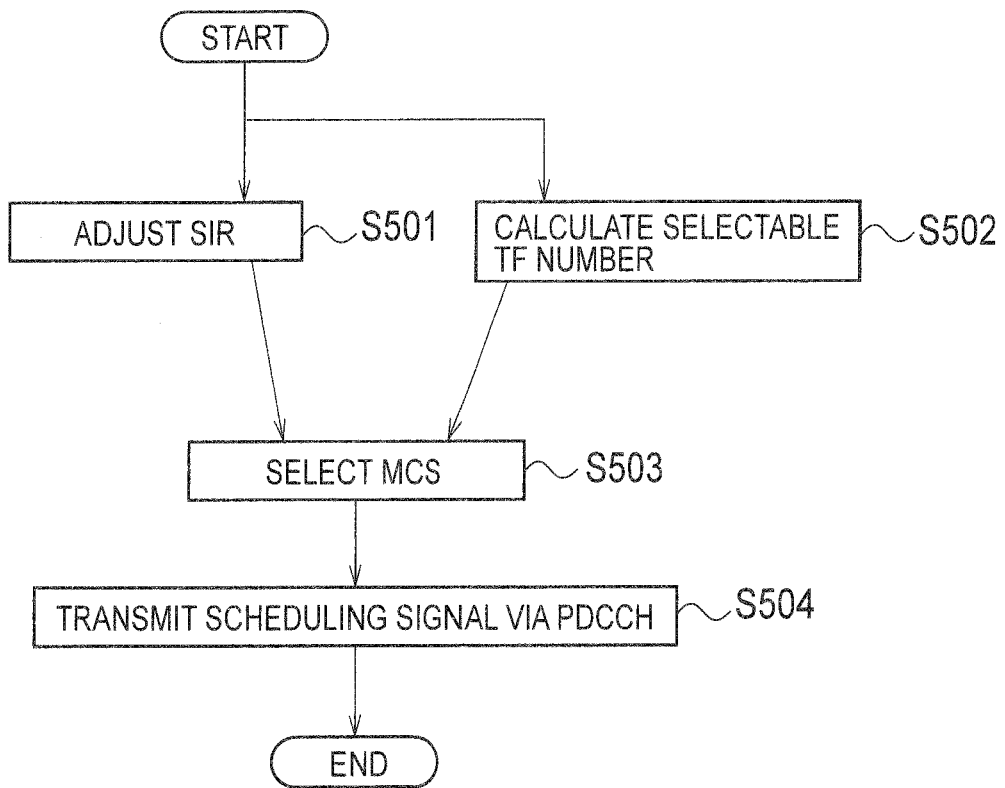 START
ADJUST SIR
S501
CALCULATE SELECTABLE
TF NUMBER
S502
SELECT MCS
S503
TRANSMIT SCHEDULING SIGNAL VIA PDCCH
S504
END